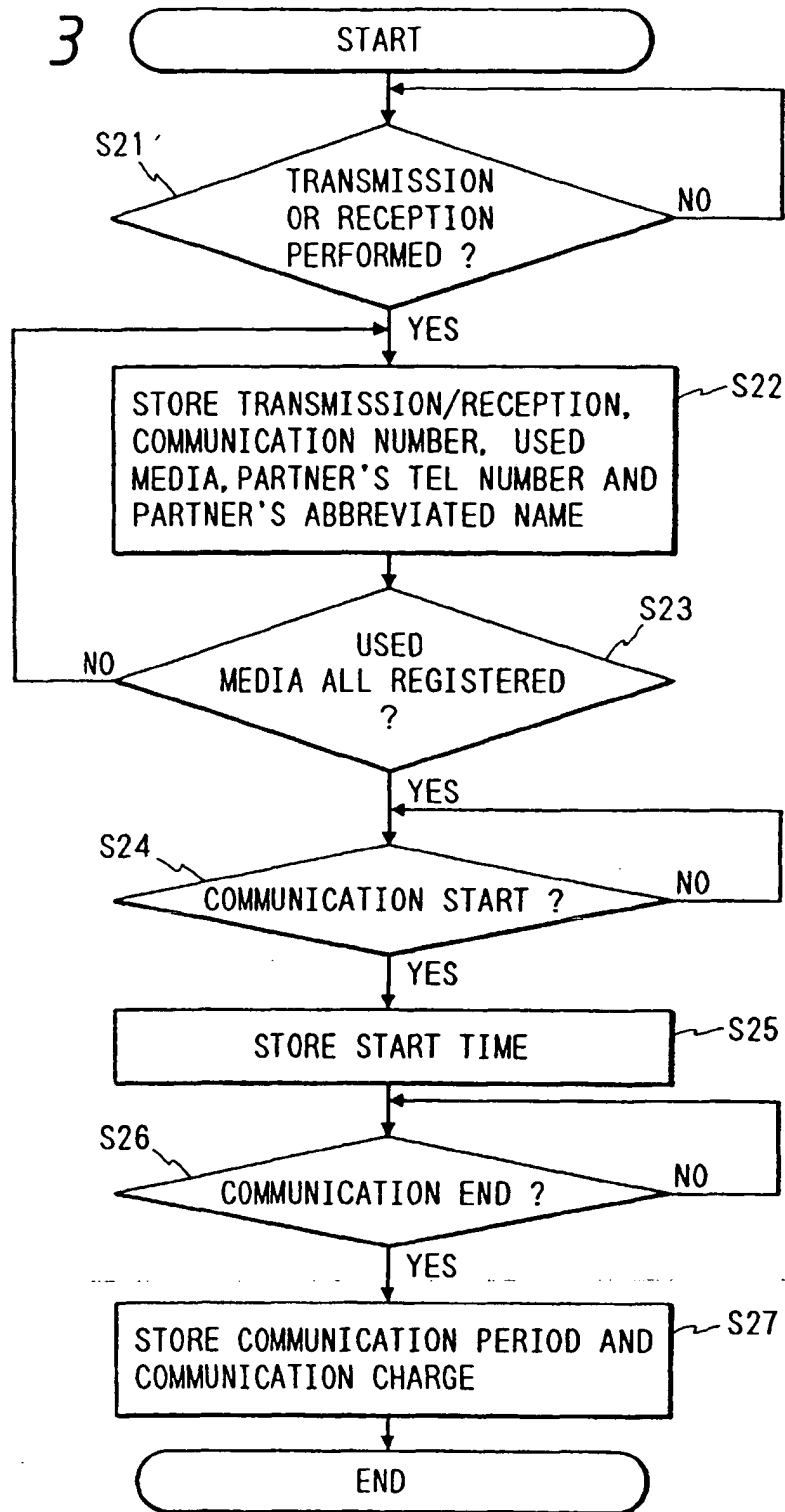 3
START
S21'
TRANSMISSION
OR RECEPTION
PERFORMED ?
NO
YES
S22
STORE TRANSMISSION/RECEPTION,
COMMUNICATION NUMBER, USED
MEDIA, PARTNER'S TEL NUMBER AND
PARTNER'S ABBREVIATED NAME
S23
USED
MEDIA ALL REGISTERED
?
NO
YES
S24
COMMUNICATION START ?
NO
YES
S25
STORE START TIME
S26
COMMUNICATION END ?
NO
YES
S27
STORE COMMUNICATION PERIOD AND
COMMUNICATION CHARGE
END